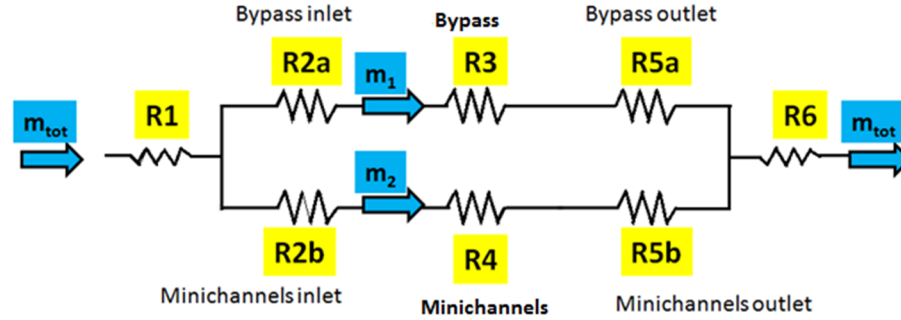 Bypass inlet
Bypass
Bypass outlet
R2a
R3
R5a
m1
mtot
R1
R6
mtot
m2
R2b
R4
R5b
Minichannels inlet
Minichannels
Minichannels outlet